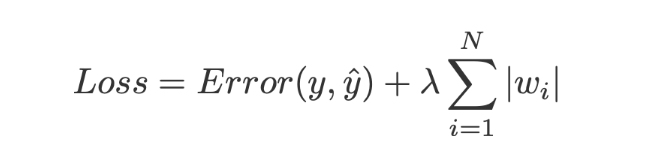 Loss = Error(y, ŷ) + λ ∑_{i=1}^{N} |w_i|